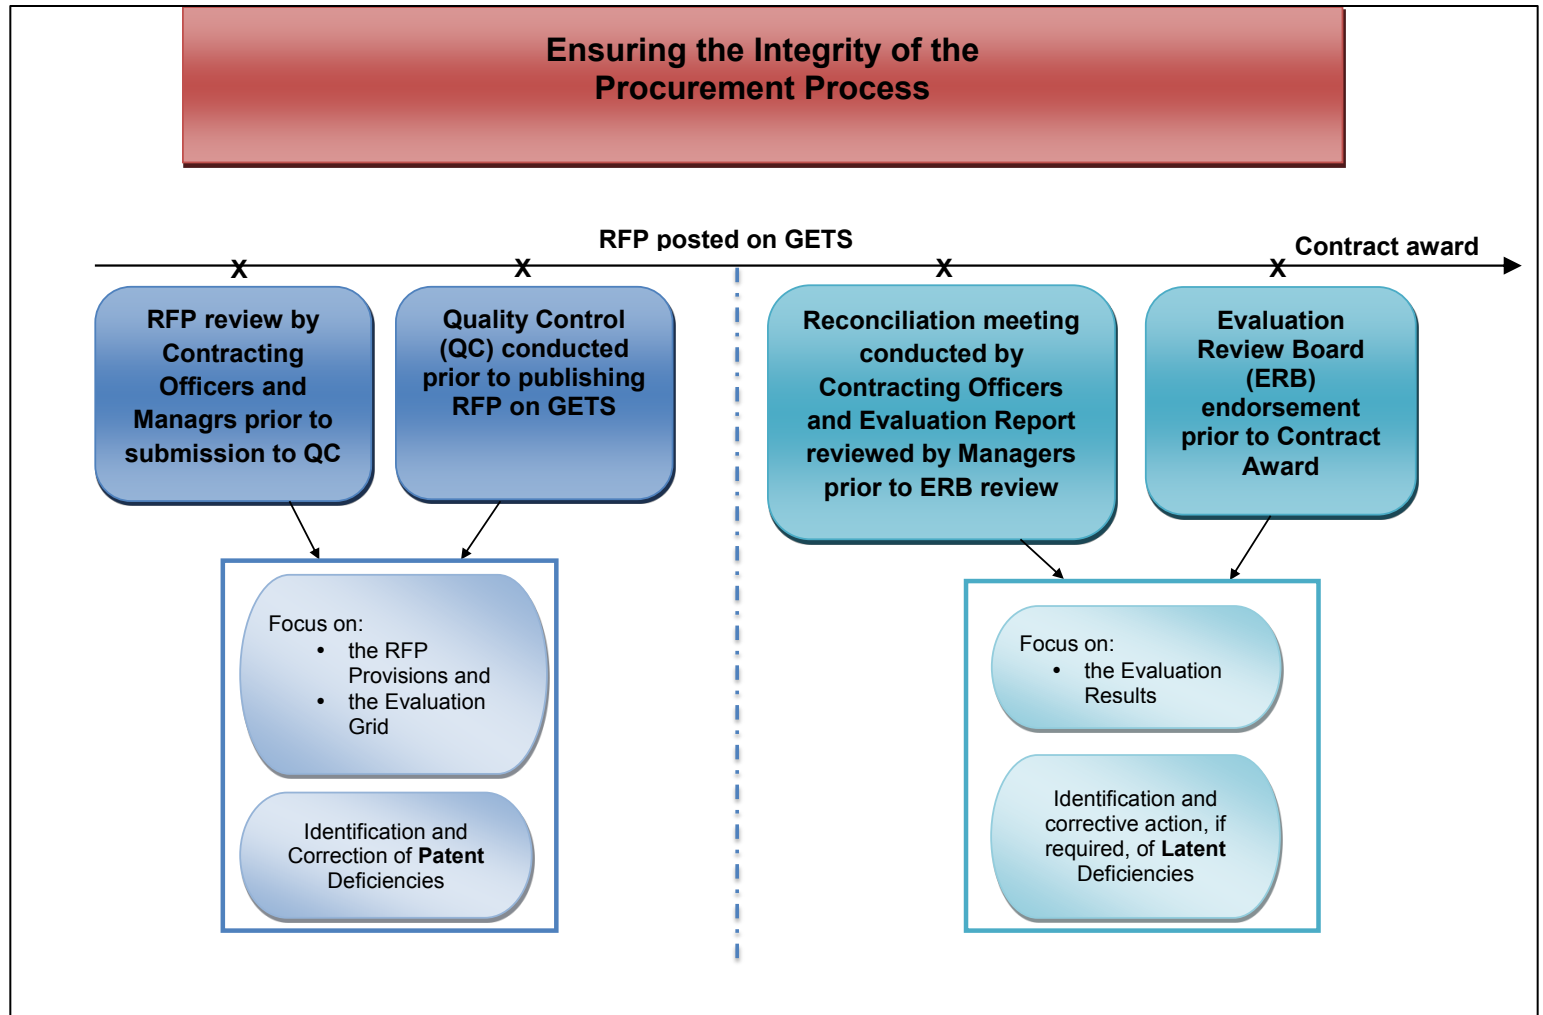 Ensuring the Integrity of the
Procurement Process
RFP posted on GETS
Contract award
X
X
X
X
RFP review by
Contracting
Officers and
Managrs prior to
submission to QC
Quality Control
(QC) conducted
prior to publishing
RFP on GETS
Reconciliation meeting
conducted by
Contracting Officers
and Evaluation Report
reviewed by Managers
prior to ERB review
Evaluation
Review Board
(ERB)
endorsement
prior to Contract
Award
Focus on:
• the RFP
Provisions and
• the Evaluation
Grid
Identification and
Correction of Patent
Deficiencies
Focus on:
• the Evaluation
Results
Identification and
corrective action, if
required, of Latent
Deficiencies